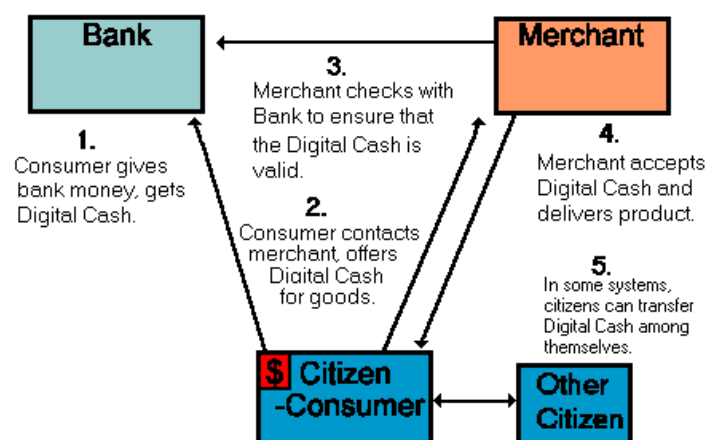 Bank
Merchant
1.
Consumer gives
bank money, gets
Digital Cash.
2.
Consumer contacts
merchant, offers
Digital Cash
for goods.
3.
Merchant checks with
Bank to ensure that
the Digital Cash is
valid.
4.
Merchant accepts
Digital Cash and
delivers product.
5.
In some systems,
citizens can transfer
Digital Cash among
themselves.
$ Citizen
-Consumer
Other
Citizen